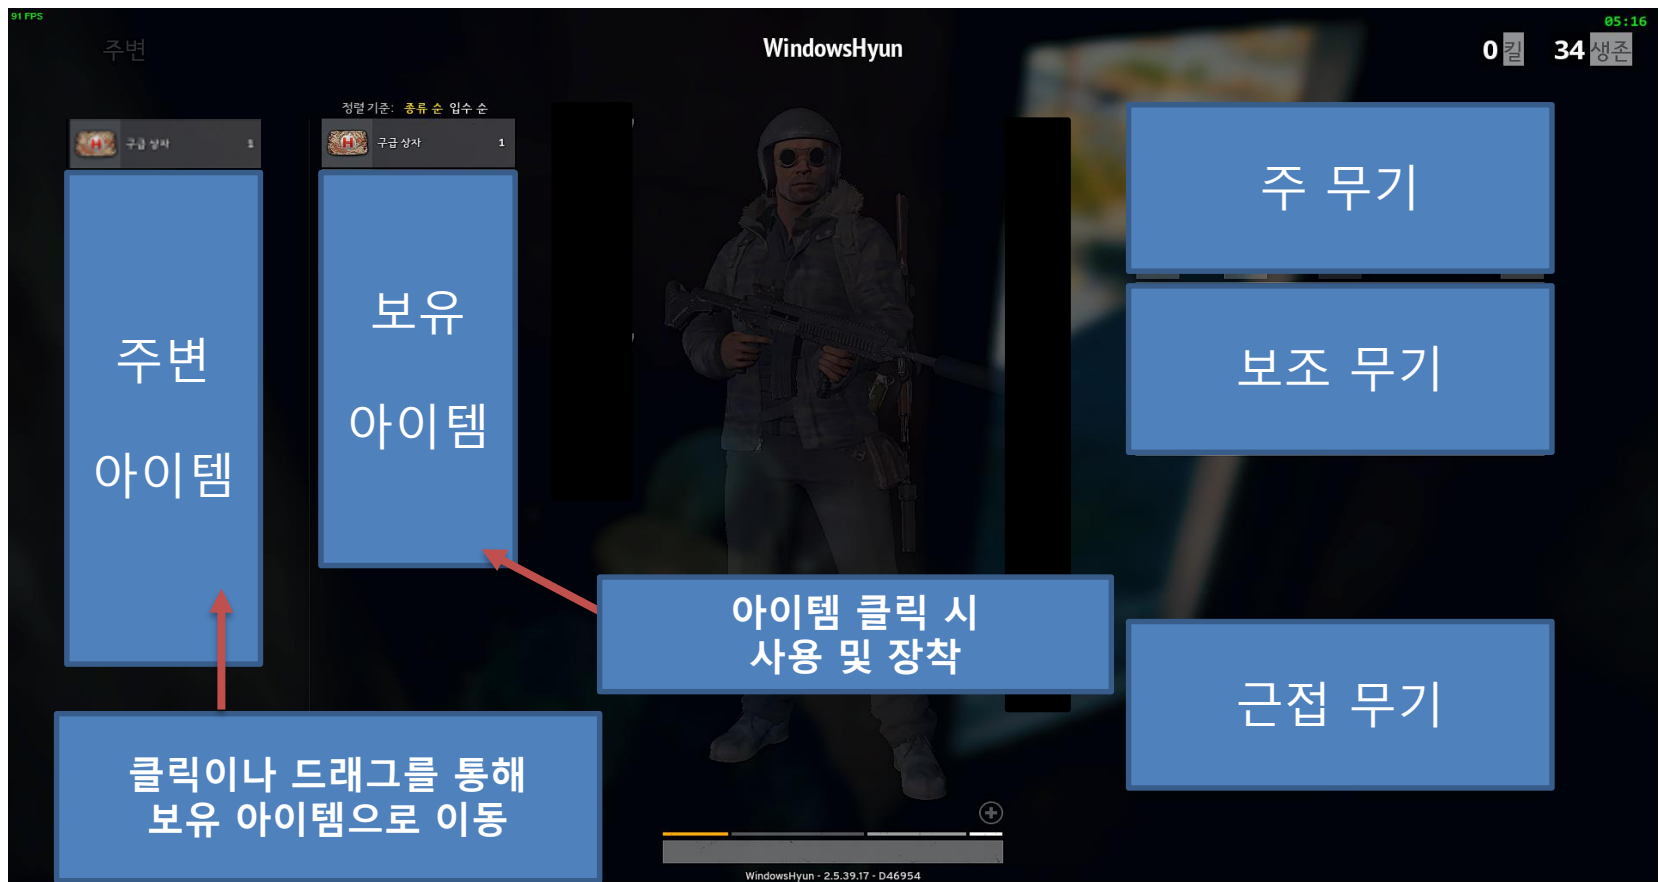 91 FPS
05:16
주변
WindowsHyun
0 킬 34 생존
정렬 기준: 종류 순 입수 순
구급 상자 1
구급 상자 1
주변
아이템
보유
아이템
주 무기
보조 무기
근접 무기
아이템 클릭 시
사용 및 장착
클릭이나 드래그를 통해
보유 아이템으로 이동
WindowsHyun - 2.5.39.17 - D46954